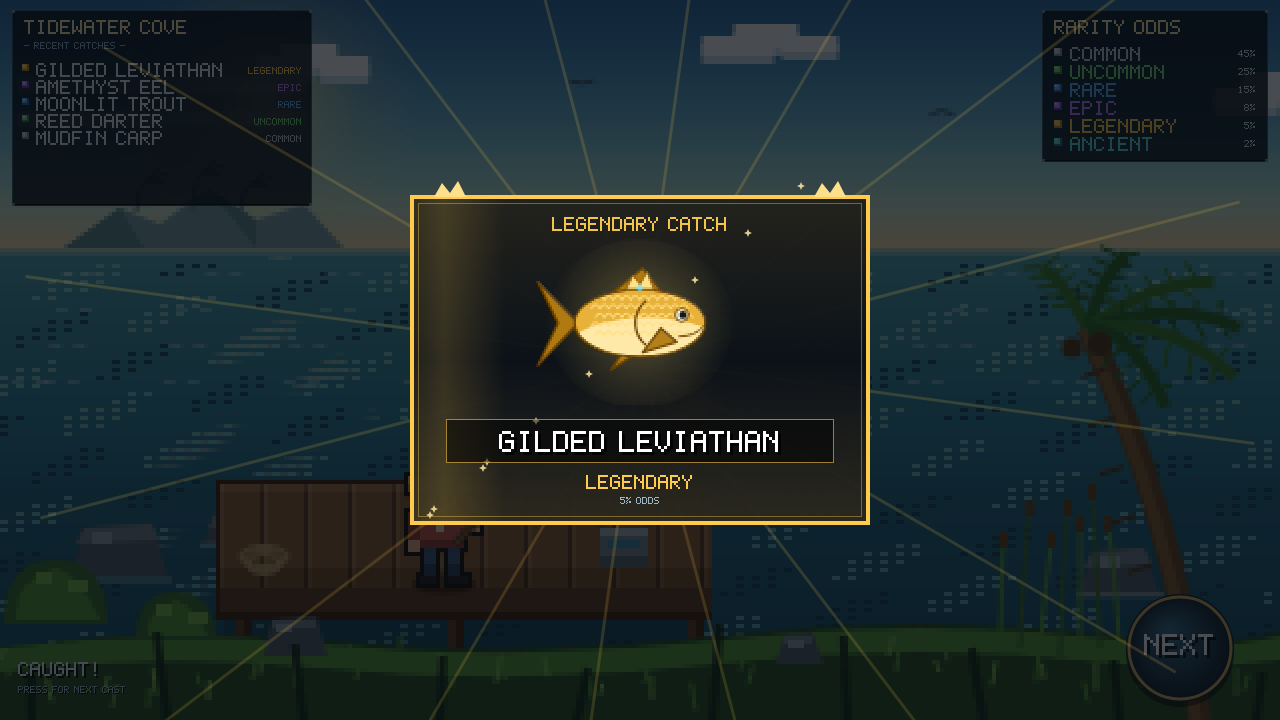 TIDEWATER COVE
~ RECENT CATCHES ~
GILDED LEVIATHAN LEGENDARY
AMETHYST EEL EPIC
MOONLIT TROUT RARE
REED DARTER UNCOMMON
MUDFIN CARP COMMON
RARITY ODDS
COMMON 45%
UNCOMMON 25%
RARE 15%
EPIC 8%
LEGENDARY 5%
ANCIENT 2%
LEGENDARY CATCH
GILDED LEVIATHAN
LEGENDARY
5% ODDS
CAUGHT!
PRESS FOR NEXT CAST
NEXT